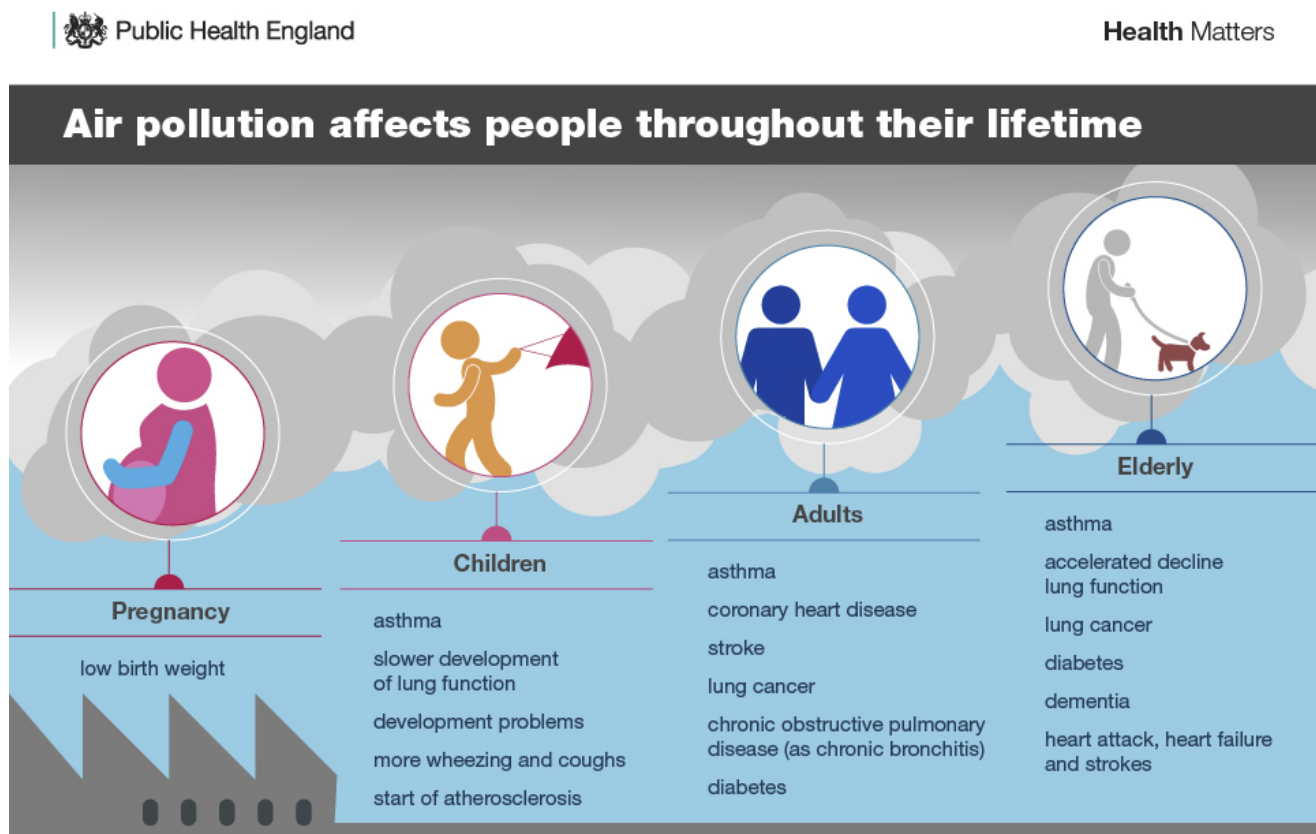 Public Health England
Health Matters
Air pollution affects people throughout their lifetime
Pregnancy
low birth weight
Children
asthma
slower development
of lung function
development problems
more wheezing and coughs
start of atherosclerosis
Adults
asthma
coronary heart disease
stroke
lung cancer
chronic obstructive pulmonary
disease (as chronic bronchitis)
diabetes
Elderly
asthma
accelerated decline
lung function
lung cancer
diabetes
dementia
heart attack, heart failure
and strokes